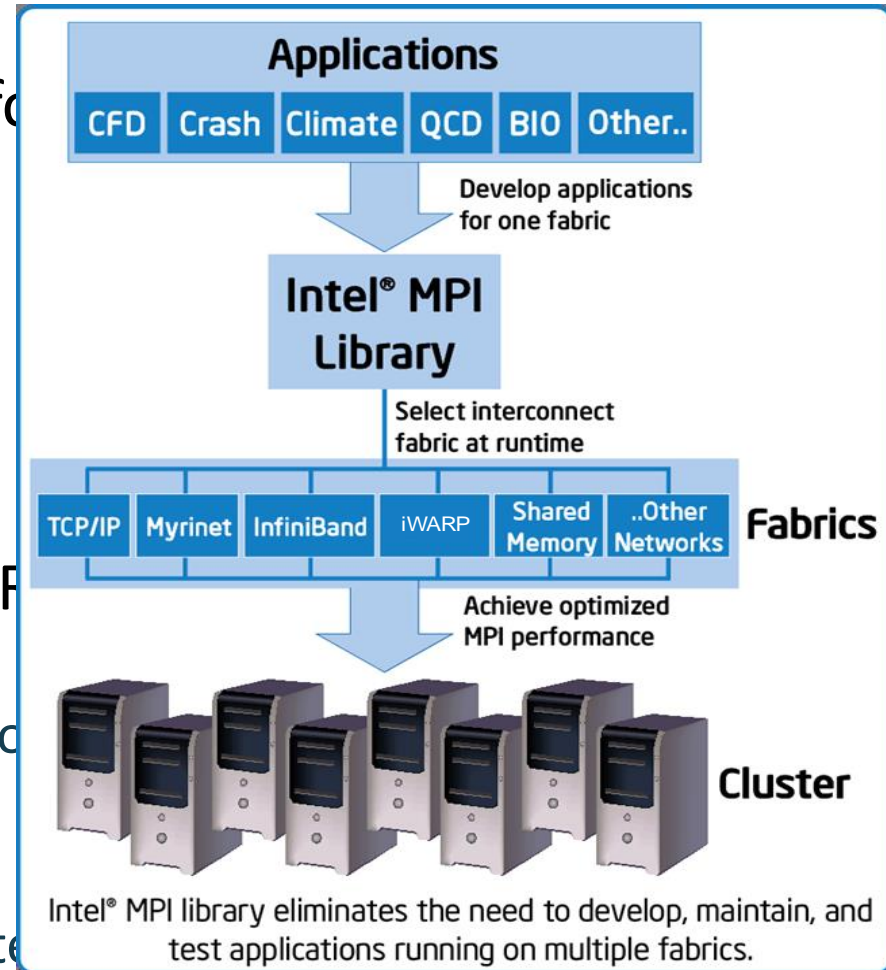 Applications
CFD Crash Climate QCD BIO Other..
Develop applications
for one fabric
Intel® MPI
Library
Select interconnect
fabric at runtime
TCP/IP Myrinet InfiniBand iWARP Shared Memory ..Other Networks
Fabrics
Achieve optimized
MPI performance
Cluster
Intel® MPI library eliminates the need to develop, maintain, and
test applications running on multiple fabrics.